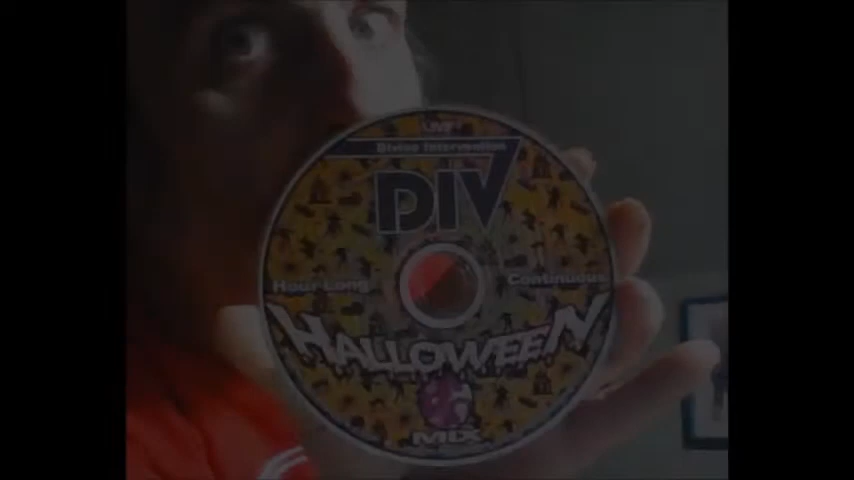 Divine Intervention
DIV
Hour Long
Continuous
HALLOWEEN
MIX